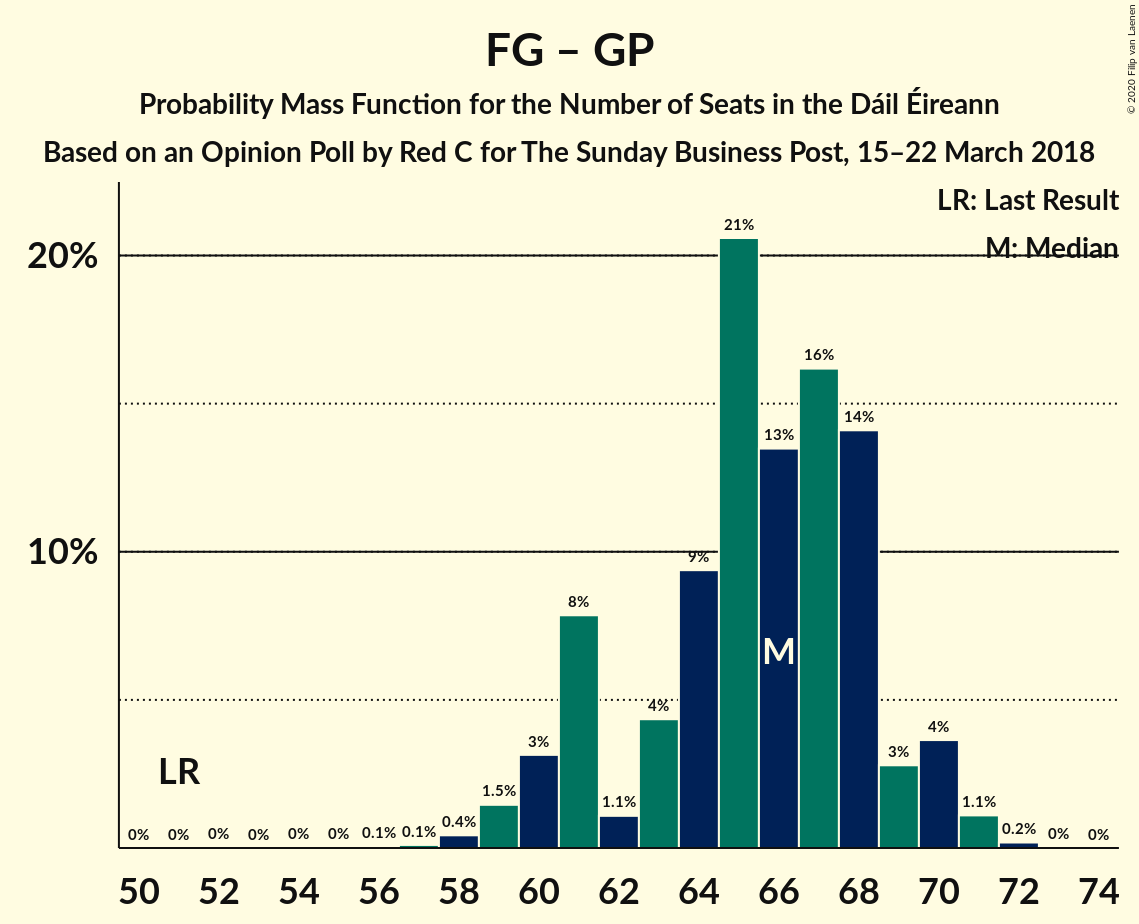 FG – GP
Probability Mass Function for the Number of Seats in the Dáil Éireann
Based on an Opinion Poll by Red C for The Sunday Business Post, 15–22 March 2018
© 2020 Filip van Laenen
LR: Last Result
M: Median
20%
10%
21%
16%
14%
13%
9%
8%
M
4%
4%
LR
3%
3%
1.5%
1.1%
1.1%
0% 0% 0% 0% 0% 0% 0.1% 0.1% 0.4% 0.2% 0% 0%
50 52 54 56 58 60 62 64 66 68 70 72 74